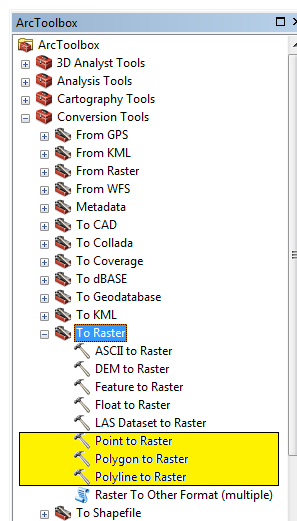 ArcToolbox
ArcToolbox
3D Analyst Tools
Analysis Tools
Cartography Tools
Conversion Tools
From GPS
From KML
From Raster
From WFS
Metadata
To CAD
To Collada
To Coverage
To dBASE
To Geodatabase
To KML
To Raster
ASCII to Raster
DEM to Raster
Feature to Raster
Float to Raster
LAS Dataset to Raster
Point to Raster
Polygon to Raster
Polyline to Raster
Raster To Other Format (multiple)
To Shapefile